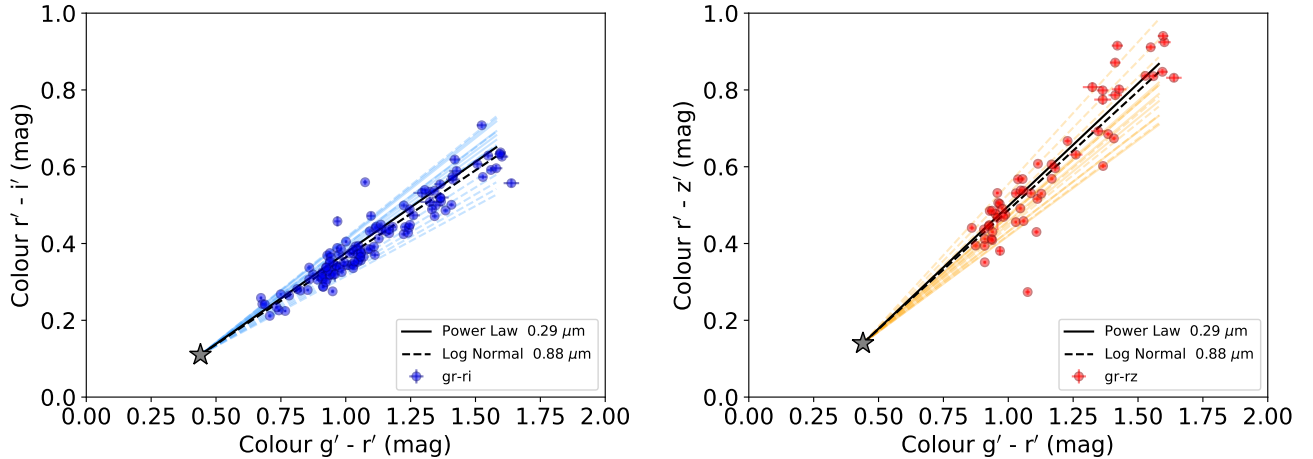 1.0
0.8
0.6
0.4
0.2
0.0
Colour r′ - i′ (mag)
Power Law 0.29 μm
Log Normal 0.88 μm
gr-ri
0.00 0.25 0.50 0.75 1.00 1.25 1.50 1.75 2.00
Colour g′ - r′ (mag)
1.0
0.8
0.6
0.4
0.2
0.0
Colour r′ - z′ (mag)
Power Law 0.29 μm
Log Normal 0.88 μm
gr-rz
0.00 0.25 0.50 0.75 1.00 1.25 1.50 1.75 2.00
Colour g′ - r′ (mag)